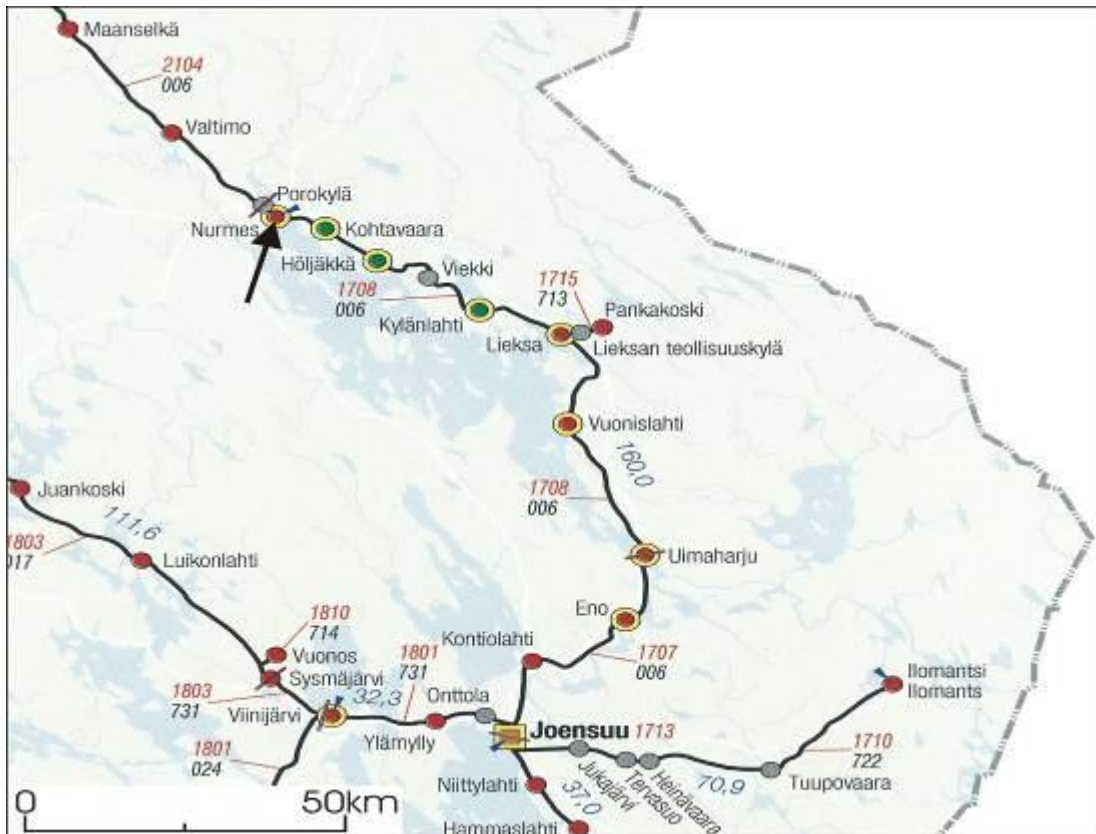 Maanselkä
2104
006
Valtimo
Porokylä
Nurmes
Kohtavaara
Höljäkkä
Viekki
1708
006
Kylänlahti
1715
713
Pankakoski
Lieksa
Lieksan teollisuuskylä
Vuonislahti
160,0
1708
006
Juankoski
111,6
1803
017
Luikonlahti
Uimaharju
Eno
1810
714
Vuonos
Kontiolahti
1707
006
Sysmäjärvi
1801
731
Onttola
1803
731
32,3
Viinijärvi
Ylämylly
Joensuu
1713
Ilomantsi
Ilomants
1801
024
Niittylahti
37,0
Jukajärvi
Tervasuo
Heinävaara
70,9
Tuupovaara
1710
722
0
50km
Hammaslahti